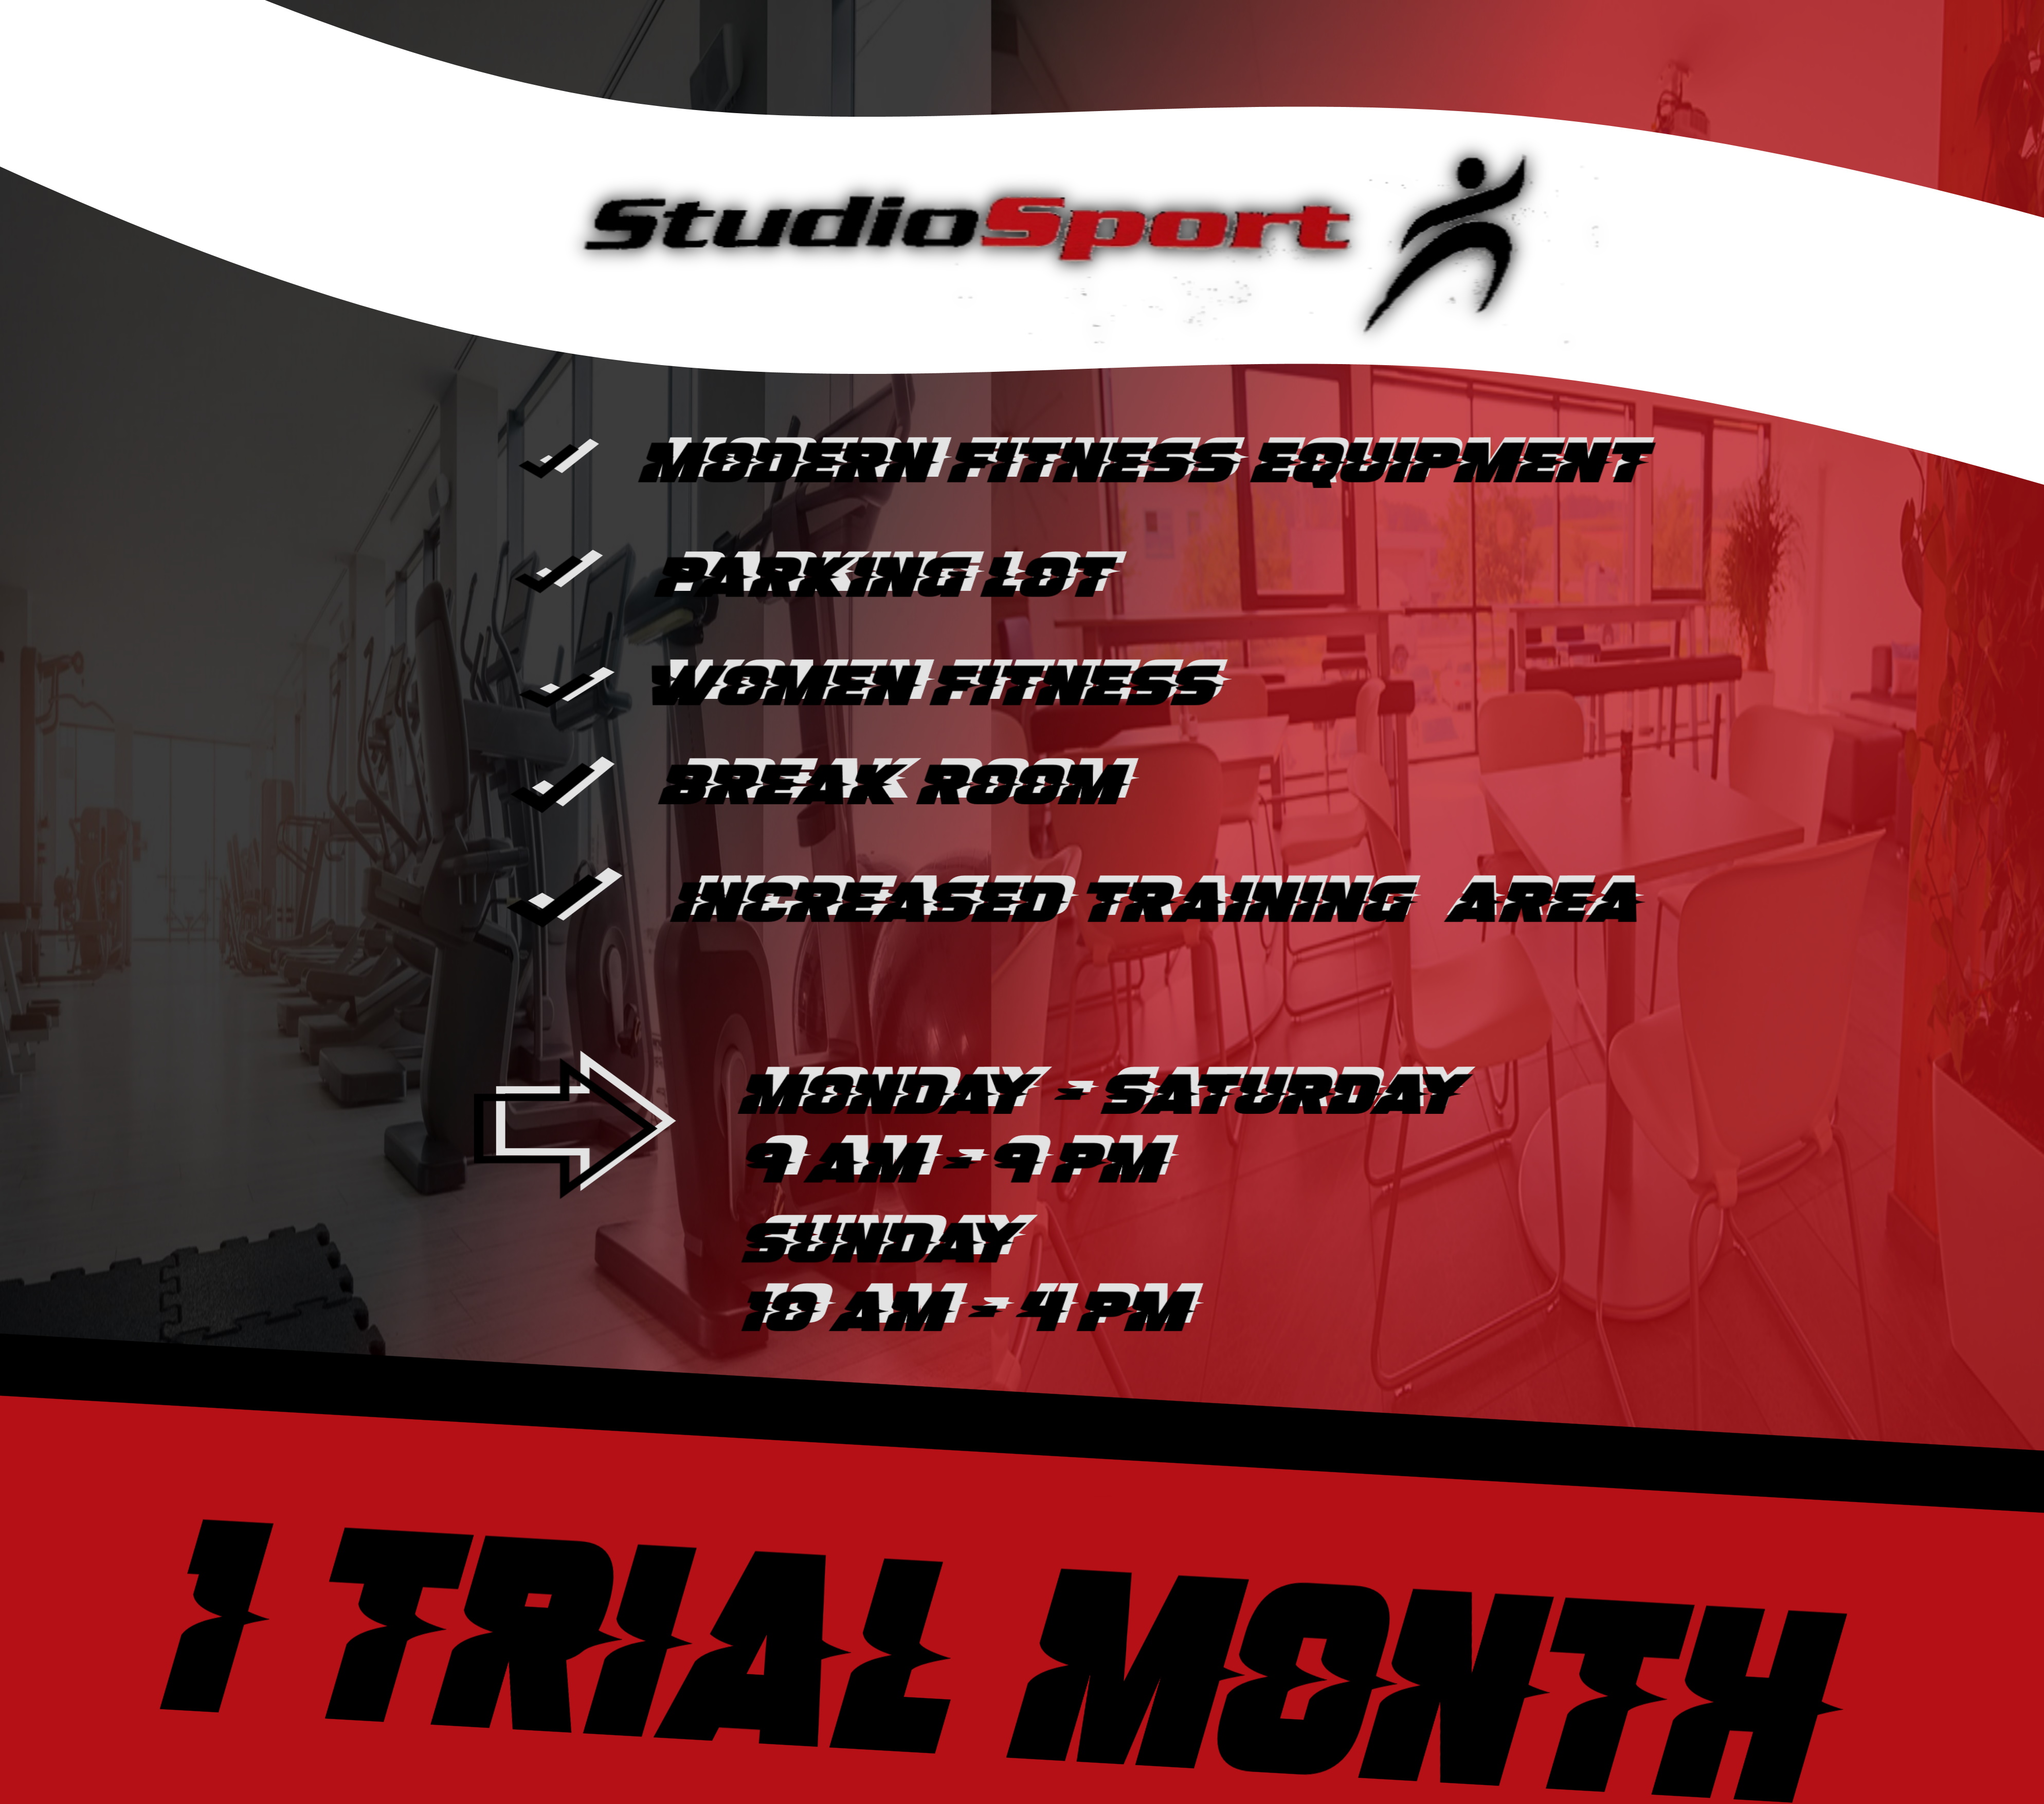 StudioSport
MODERN FITNESS EQUIPMENT
PARKING LOT
WOMEN FITNESS
BREAK ROOM
INCREASED TRAINING AREA
MONDAY - SATURDAY
9 AM - 9 PM
SUNDAY
10 AM - 4 PM
1 TRIAL MONTH